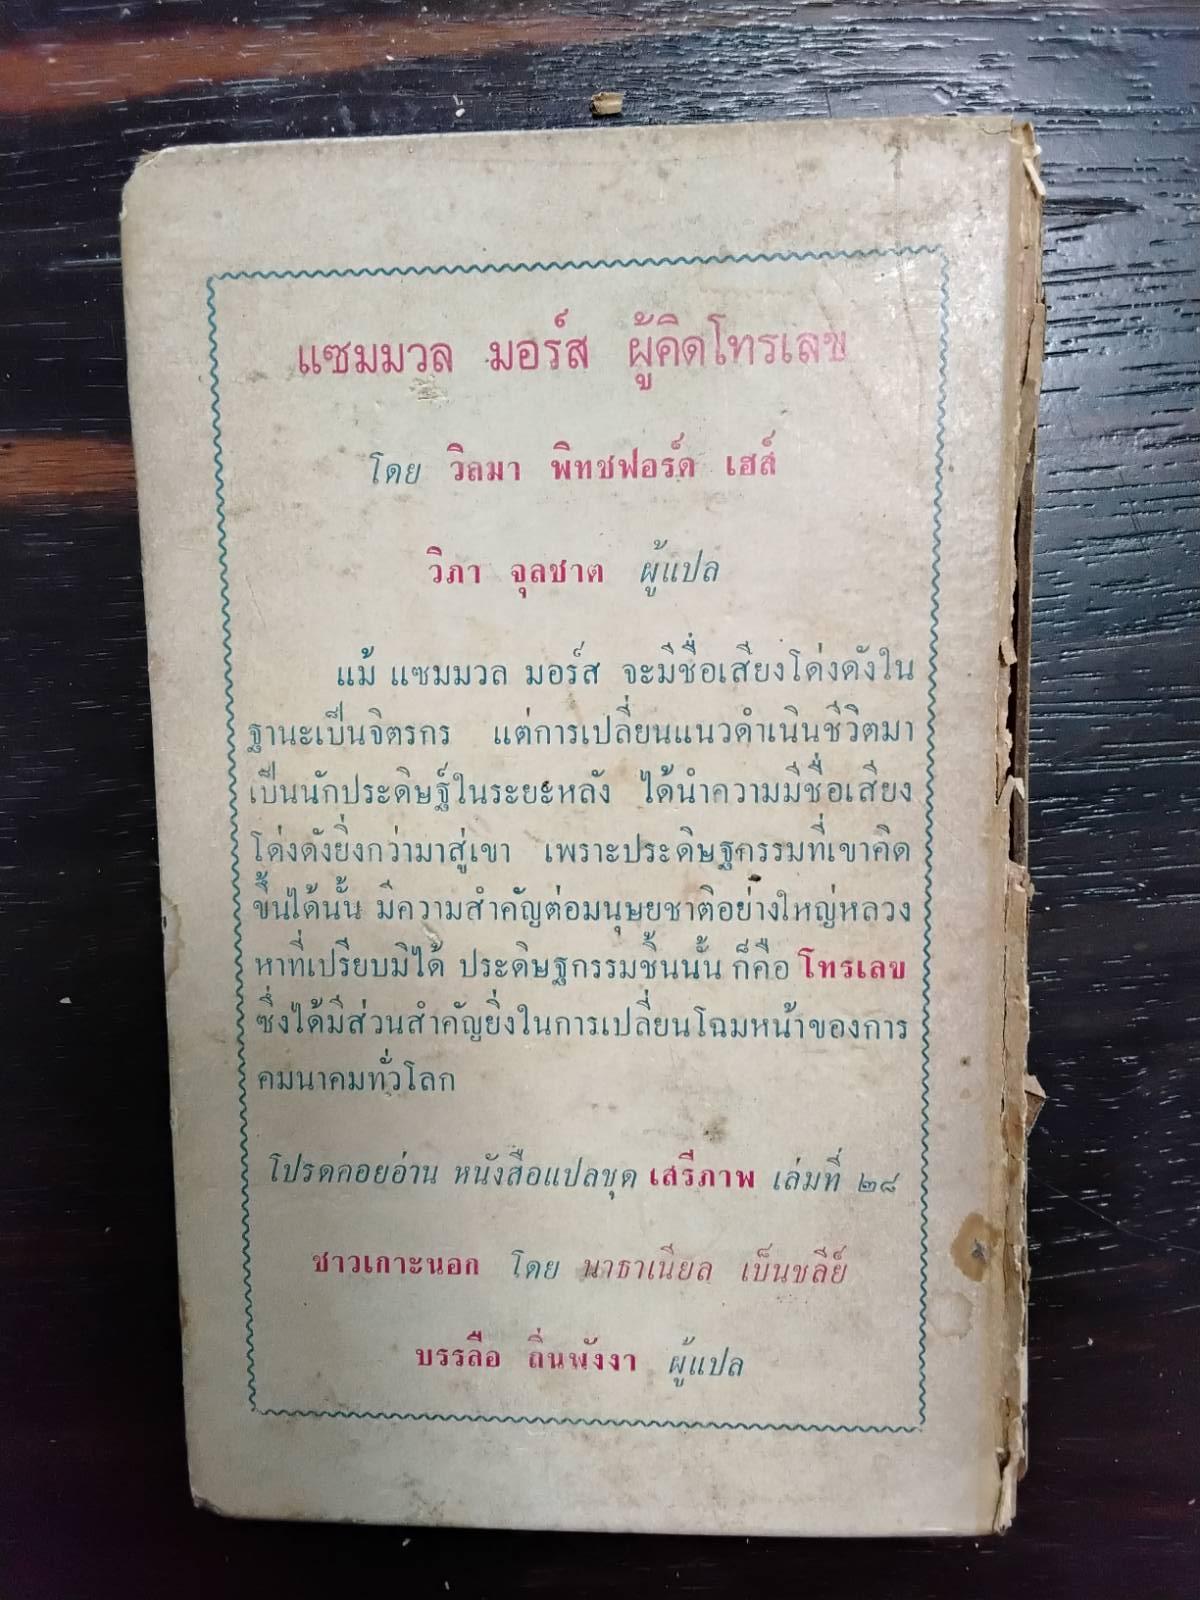 แซมมวล มอร์ส ผู้คิดโทรเลข
โดย วิลมา พิทชฟอร์ด เฮส์
วิภา จุลชาต ผู้แปล
แม้ แซมมวล มอร์ส จะมีชื่อเสียงโด่งดังใน
ฐานะเป็นจิตรกร แต่การเปลี่ยนแนวดำเนินชีวิตมา
เป็นนักประดิษฐ์ในระยะหลัง ได้นำความมีชื่อเสียง
โด่งดังยิ่งกว่ามาสู่เขา เพราะประดิษฐกรรมที่เขาคิด
ขึ้นได้นั้น มีความสำคัญต่อมนุษยชาติอย่างใหญ่หลวง
หาที่เปรียบมิได้ ประดิษฐกรรมชิ้นนั้น ก็คือ โทรเลข
ซึ่งได้มีส่วนสำคัญยิ่งในการเปลี่ยนโฉมหน้าของการ
คมนาคมทั่วโลก
โปรดคอยอ่าน หนังสือแปลชุด เสรีภาพ เล่มที่ ๒๘
ชาวเกาะนอก โดย นาธาเนียล เบ็นชลีย์
บรรลือ ถิ่นพังงา ผู้แปล